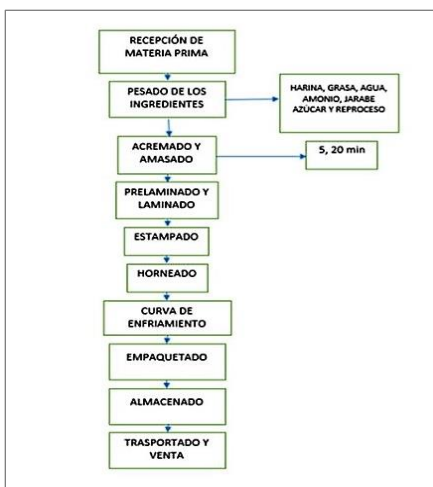 RECEPCIÓN DE
MATERIA PRIMA
PESADO DE LOS
INGREDIENTES
HARINA, GRASA, AGUA,
AMONIO, JARABE
AZÚCAR Y REPROCESO
ACREMADO Y
AMASADO
5, 20 min
PRELAMINADO Y
LAMINADO
ESTAMPADO
HORNEADO
CURVA DE
ENFRIAMIENTO
EMPAQUETADO
ALMACENADO
TRASPORTADO Y
VENTA